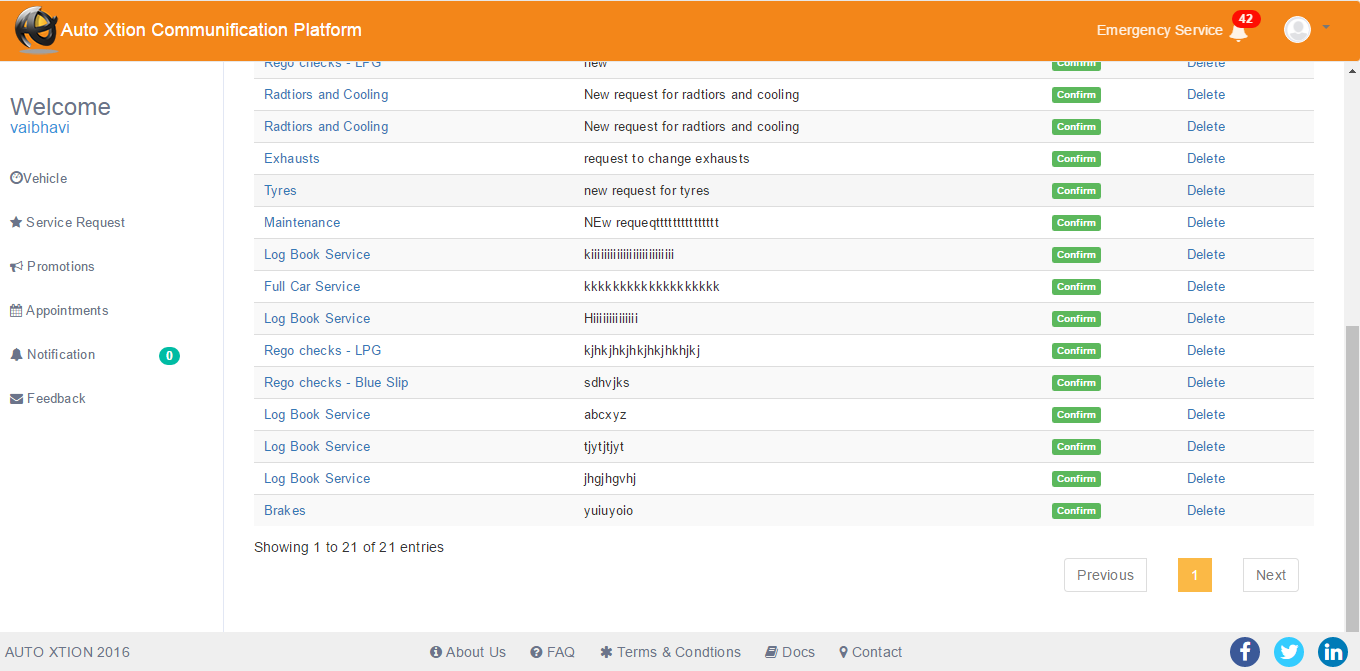 Auto Xtion Communification Platform
Emergency Service 42
Welcome
vaibhavi
Vehicle
Service Request
Promotions
Appointments
Notification 0
Feedback
Rego checks - LPG new Confirm Delete
Radtiors and Cooling New request for radtiors and cooling Confirm Delete
Radtiors and Cooling New request for radtiors and cooling Confirm Delete
Exhausts request to change exhausts Confirm Delete
Tyres new request for tyres Confirm Delete
Maintenance NEw requeqttttttttttttttt Confirm Delete
Log Book Service kiiiiiiiiiiiiiiiiiiiiiiiiii Confirm Delete
Full Car Service kkkkkkkkkkkkkkkkkkk Confirm Delete
Log Book Service Hiiiiiiiiiiiiii Confirm Delete
Rego checks - LPG kjhkjhkjhkjhkjhkhjkj Confirm Delete
Rego checks - Blue Slip sdhvjks Confirm Delete
Log Book Service abcxyz Confirm Delete
Log Book Service tjytjtjyt Confirm Delete
Log Book Service jhgjhgvhj Confirm Delete
Brakes yuiuyoio Confirm Delete
Showing 1 to 21 of 21 entries
Previous 1 Next
AUTO XTION 2016 About Us FAQ Terms & Condtions Docs Contact